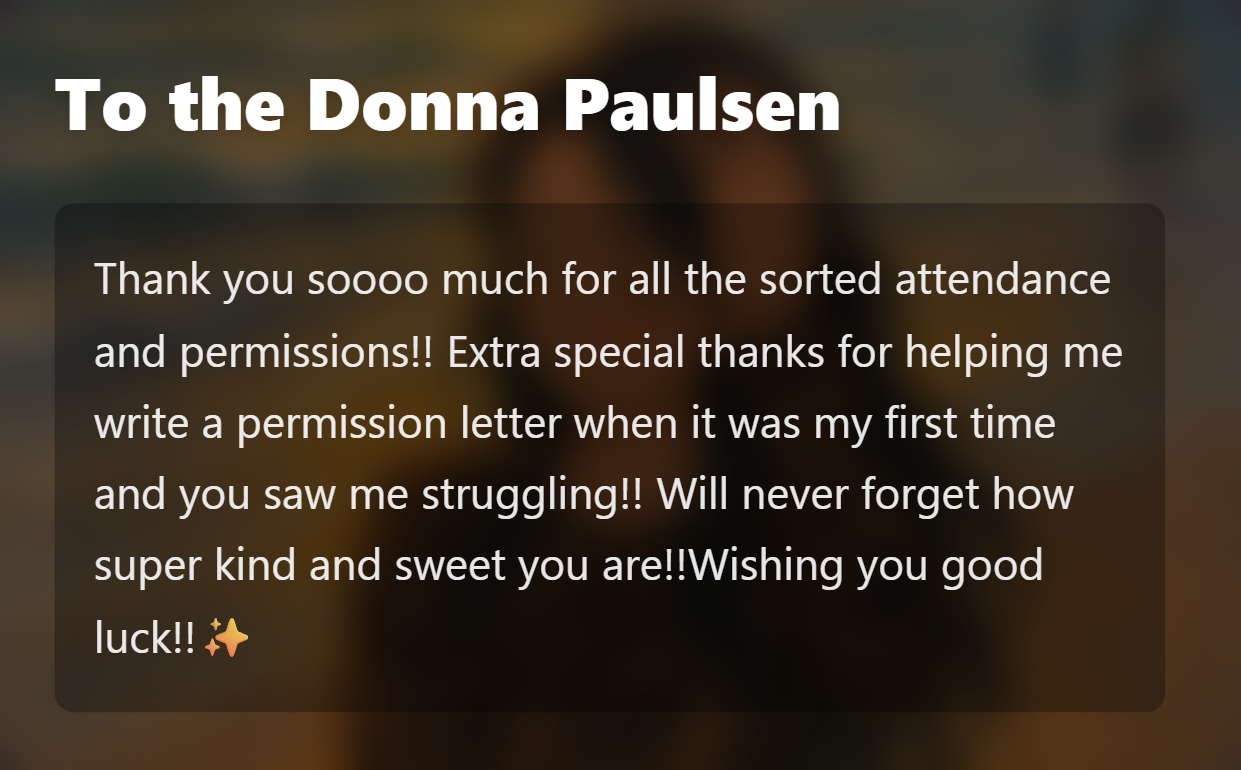 To the Donna Paulsen
Thank you soooo much for all the sorted attendance
and permissions!! Extra special thanks for helping me
write a permission letter when it was my first time
and you saw me struggling!! Will never forget how
super kind and sweet you are!!Wishing you good
luck!! ✨